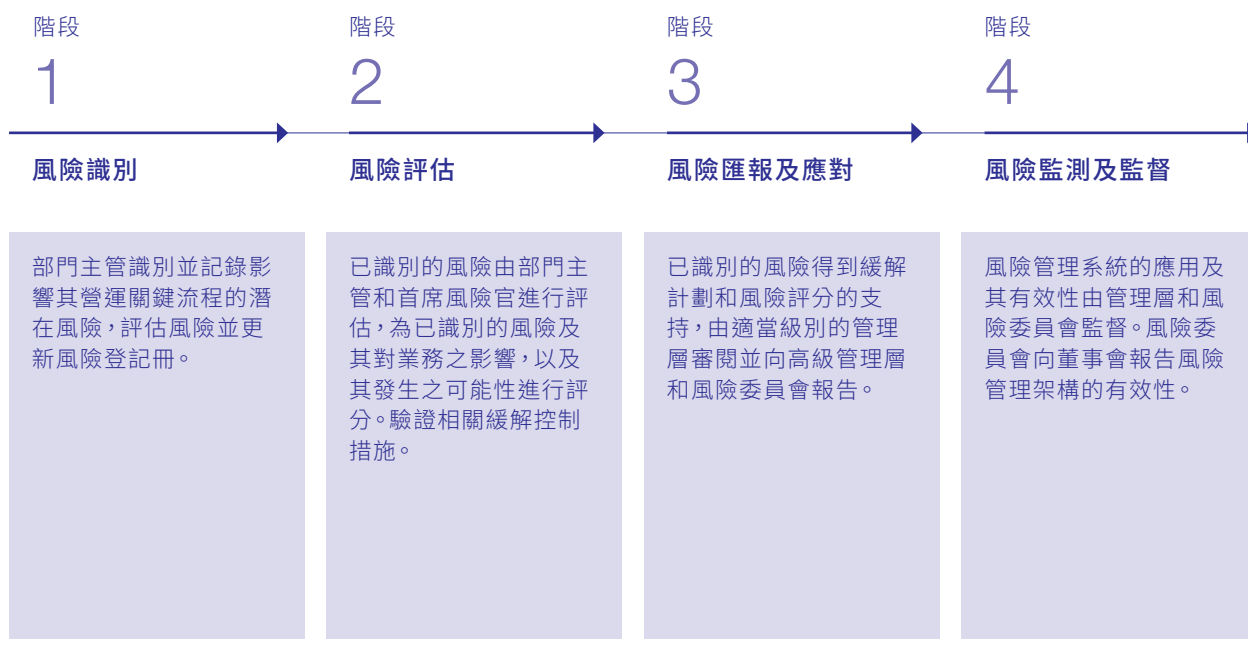 階段
1
風險識別
部門主管識別並記錄影
響其營運關鍵流程的潛
在風險，評估風險並更
新風險登記冊。
階段
2
風險評估
已識別的風險由部門主
管和首席風險官進行評
估，為已識別的風險及
其對業務之影響，以及
其發生之可能性進行評
分。驗證相關緩解控制
措施。
階段
3
風險匯報及應對
已識別的風險得到緩解
計劃和風險評分的支
持，由適當級別的管理
層審閱並向高級管理層
和風險委員會報告。
階段
4
風險監測及監督
風險管理系統的應用及
其有效性由管理層和風
險委員會監督。風險委
員會向董事會報告風險
管理架構的有效性。